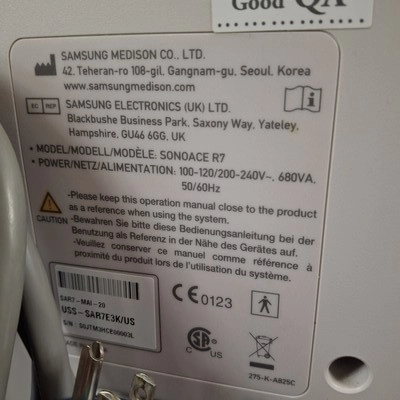 Good QA
SAMSUNG MEDISON CO., LTD.
42, Teheran-ro 108-gil, Gangnam-gu, Seoul, Korea
www.samsungmedison.com
EC REP
SAMSUNG ELECTRONICS (UK) LTD.
Blackbushe Business Park, Saxony Way, Yateley,
Hampshire, GU46 6GG, UK
• MODEL/MODELL/MODÈLE: SONOACE R7
• POWER/NETZ/ALIMENTATION: 100-120/200-240V~, 680VA,
50/60Hz
CAUTION
-Please keep this operation manual close to the product
as a reference when using the system.
-Bewahren Sie bitte diese Bedienungsanleitung bei der
Benutzung als Referenz in der Nähe des Gerätes auf.
-Veuillez conserver ce manuel comme référence à
proximité du produit lors de l'utilisation du système.
SAR7-MAI-20
USS-SAR7E3K/US
S/N
CE 0123
SA
C US
275-K-A825C